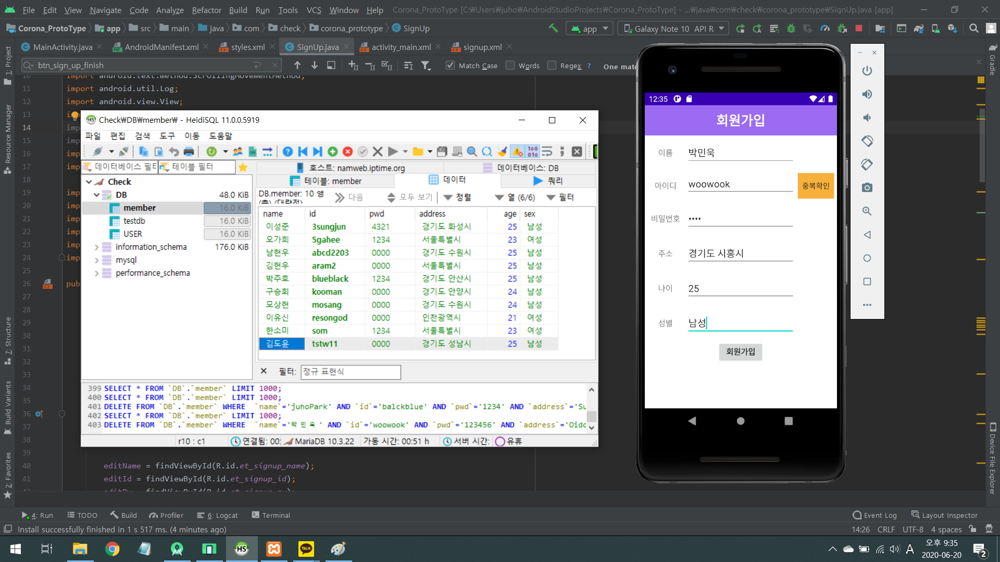 File Edit View Navigate Code Analyze Refactor Build Run Tools VCS Window Help Corona_ProtoType [C:₩Users₩juho₩AndroidStudioProjects₩Corona_ProtoType] - ...₩java₩com₩check₩corona_prototype₩SignUp.java [app]
Corona_ProtoType app src main java com check corona_prototype SignUp
app Galaxy Note 10 API R
MainActivity.java AndroidManifest.xml styles.xml SignUp.java activity_main.xml signup.xml
btn_sign_up_finish Match Case Words Regex ? One mat
1: Project
Resource Manager
7: Structure
Build Variants
2: Favorites
Gradle
Device File Explorer
10 import android.text.method.ScrollingMovementMethod;
11 import android.util.Log;
12 import android.view.View;
13 imp
14 imp
15 imp
16 imp
17 imp
18
19 imp
20 imp
21 imp
22 imp
23 imp
24 imp
25
26 pub
27
28
29
30
31
32
33
34
35
36
37
38
39
40 editName = findViewById(R.id.et_signup_name);
41 editId = findViewById(R.id.et_signup_id);
Check₩DB₩member₩ - HeidiSQL 11.0.0.5919
파일 편집 검색 도구 이동 도움말
데이터베이스 필터 테이블 필터
호스트: namweb.iptime.org 데이터베이스: DB
테이블: member 데이터 쿼리
Check
DB 48.0 KiB
member 16.0 KiB
testdb 16.0 KiB
USER 16.0 KiB
information_schema 176.0 KiB
mysql
performance_schema
DB.member: 10 행 (총) (대략적) 다음 모두 보기 정렬 열 (6/6) 필터
name id pwd address age sex
이성준 3sungjun 4321 경기도 화성시 25 남성
오가희 5gahee 1234 서울특별시 23 여성
남현우 abcd2203 0000 경기도 수원시 25 남성
김현우 aram2 0000 서울특별시 25 남성
박주호 blueblack 1234 경기도 안산시 25 남성
구승회 kooman 0000 경기도 안양시 24 남성
모상현 mosang 0000 경기도 수원시 24 남성
이유신 resongod 0000 인천광역시 21 여성
한소미 som 1234 서울특별시 23 여성
김도윤 tstw11 0000 경기도 성남시 25 남성
필터: 정규 표현식
399 SELECT * FROM `DB`.`member` LIMIT 1000;
400 SELECT * FROM `DB`.`member` LIMIT 1000;
401 DELETE FROM `DB`.`member` WHERE `name`='juhoPark' AND `id`='balckblue' AND `pwd`='1234' AND `address`='Su
402 SELECT * FROM `DB`.`member` LIMIT 1000;
403 DELETE FROM `DB`.`member` WHERE `name`='박민욱' AND `id`='woowook' AND `pwd`='123456' AND `address`='Oido
r10 : c1 연결됨: 00: MariaDB 10.3.22 가동 시간: 00:51 h 서버 시간: 유휴
12:35
회원가입
이름 박민욱
아이디 woowook 중복확인
비밀번호 ••••
주소 경기도 시흥시
나이 25
성별 남성
회원가입
4: Run TODO Build Profiler 6: Logcat Terminal Event Log Layout Inspector
Install successfully finished in 1 s 517 ms. (4 minutes ago) 14:26 CRLF UTF-8 4 spaces
HS TALK A 오후 9:35
2020-06-20 2